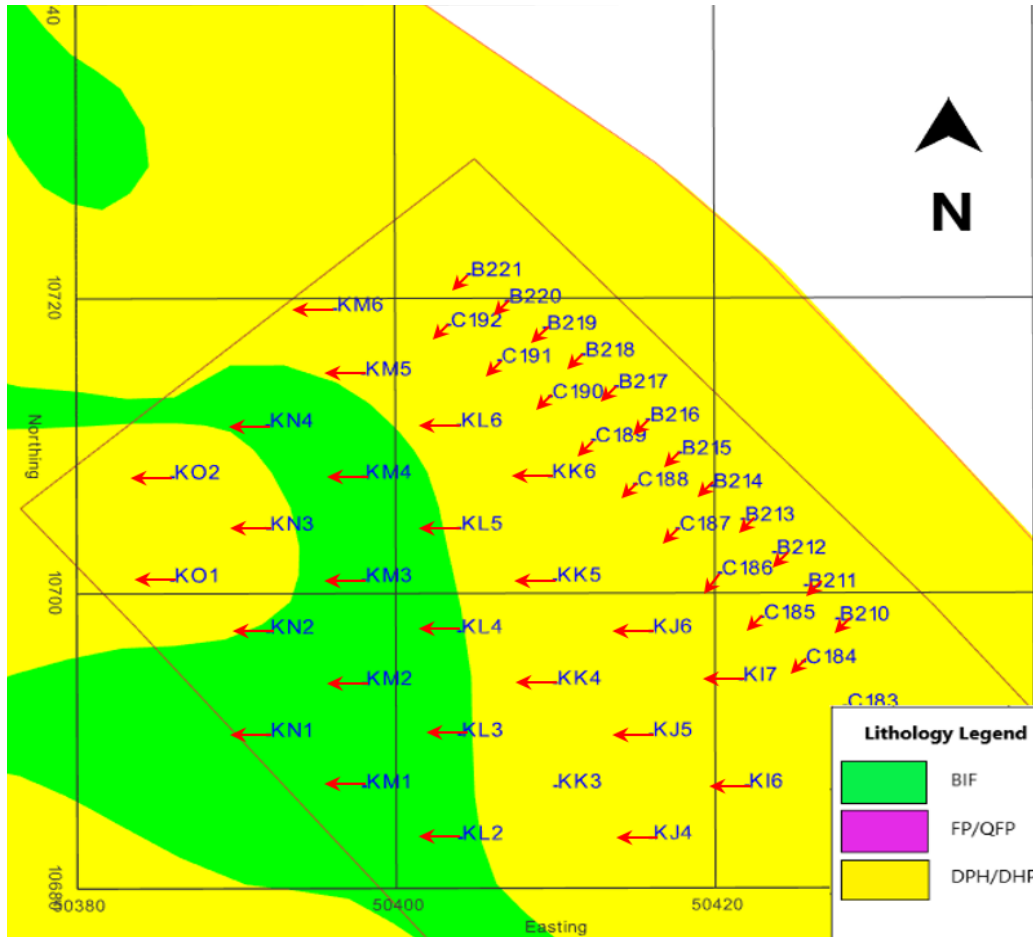 40
N
B221
10720
B220
KM6
C192
B219
C191
B218
KM5
B217
C190
B216
Northing
KN4
KL6
C189
B215
KO2
KM4
KK6
C188
B214
B213
KN3
KL5
C187
B212
KO1
KM3
KK5
C186
B211
10700
C185
B210
KN2
KL4
KJ6
C184
KM2
KK4
KI7
C183
KN1
KL3
KJ5
Lithology Legend
KM1
KK3
KI6
BIF
KL2
KJ4
FP/QFP
DPH/DHP
10680
50380
50400
50420
Easting